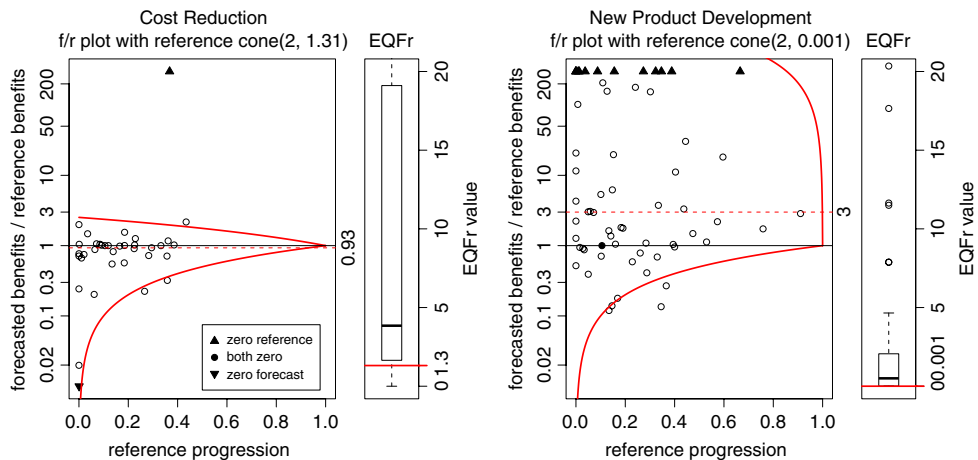 Cost Reduction
f/r plot with reference cone(2, 1.31)
EQFr
forecasted benefits / reference benefits
200
50
10
3
1
0.3
0.1
0.02
0.93
zero reference
both zero
zero forecast
0.0 0.2 0.4 0.6 0.8 1.0
reference progression
20
15
10
5
1.3
0
EQFr value
New Product Development
f/r plot with reference cone(2, 0.001)
EQFr
forecasted benefits / reference benefits
200
50
10
3
1
0.3
0.1
0.02
3
0.0 0.2 0.4 0.6 0.8 1.0
reference progression
20
15
10
5
00.001
EQFr value